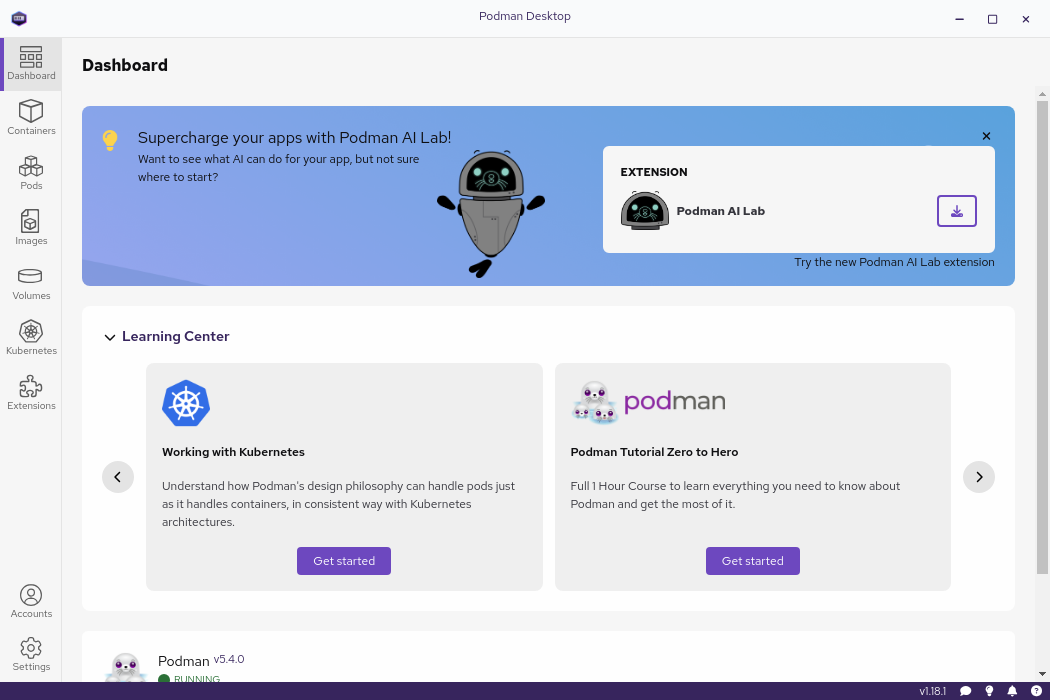 Podman Desktop
Dashboard
Dashboard
Containers
Pods
Images
Volumes
Kubernetes
Extensions
Accounts
Settings
Supercharge your apps with Podman AI Lab!
Want to see what AI can do for your app, but not sure
where to start?
EXTENSION
Podman AI Lab
Try the new Podman AI Lab extension
Learning Center
Working with Kubernetes
Understand how Podman's design philosophy can handle pods just
as it handles containers, in consistent way with Kubernetes
architectures.
Get started
podman
Podman Tutorial Zero to Hero
Full 1 Hour Course to learn everything you need to know about
Podman and get the most of it.
Get started
Podman v5.4.0
RUNNING
v1.18.1